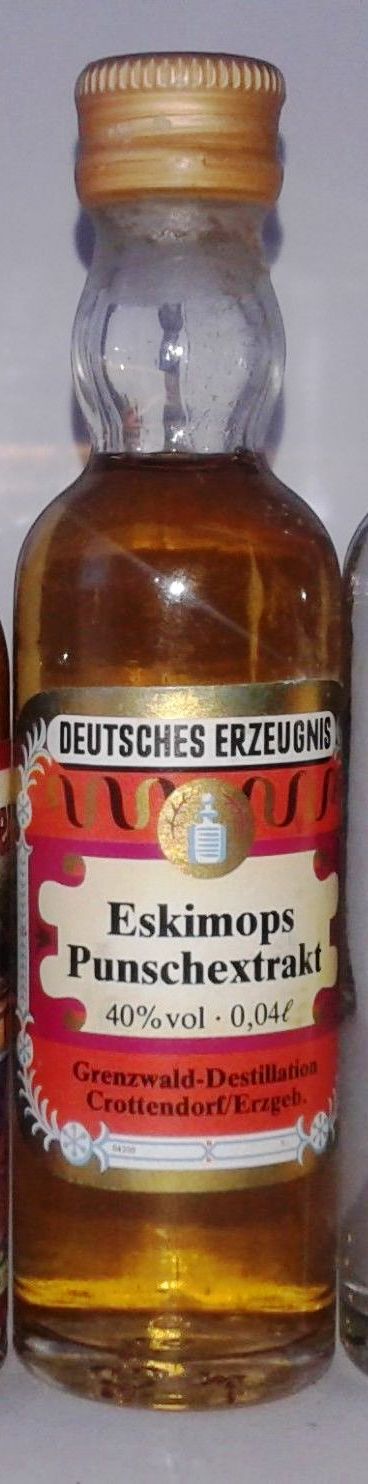 DEUTSCHES ERZEUGNIS
Eskimops
Punschextrakt
40% vol · 0,04ℓ
Grenzwald-Destillation
Crottendorf/Erzgeb.